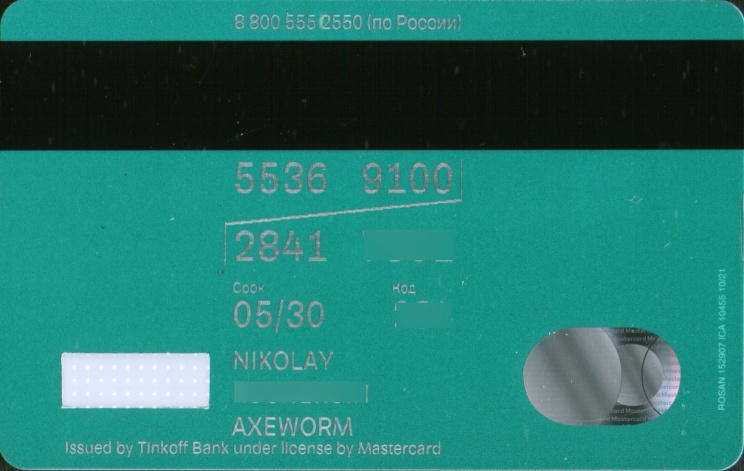 8 800 555 2550 (по России)
5536 9100
2841
Срок Код
05/30
NIKOLAY
AXEWORM
Issued by Tinkoff Bank under license by Mastercard
ROSAN 152907 ICA 10455 10/21